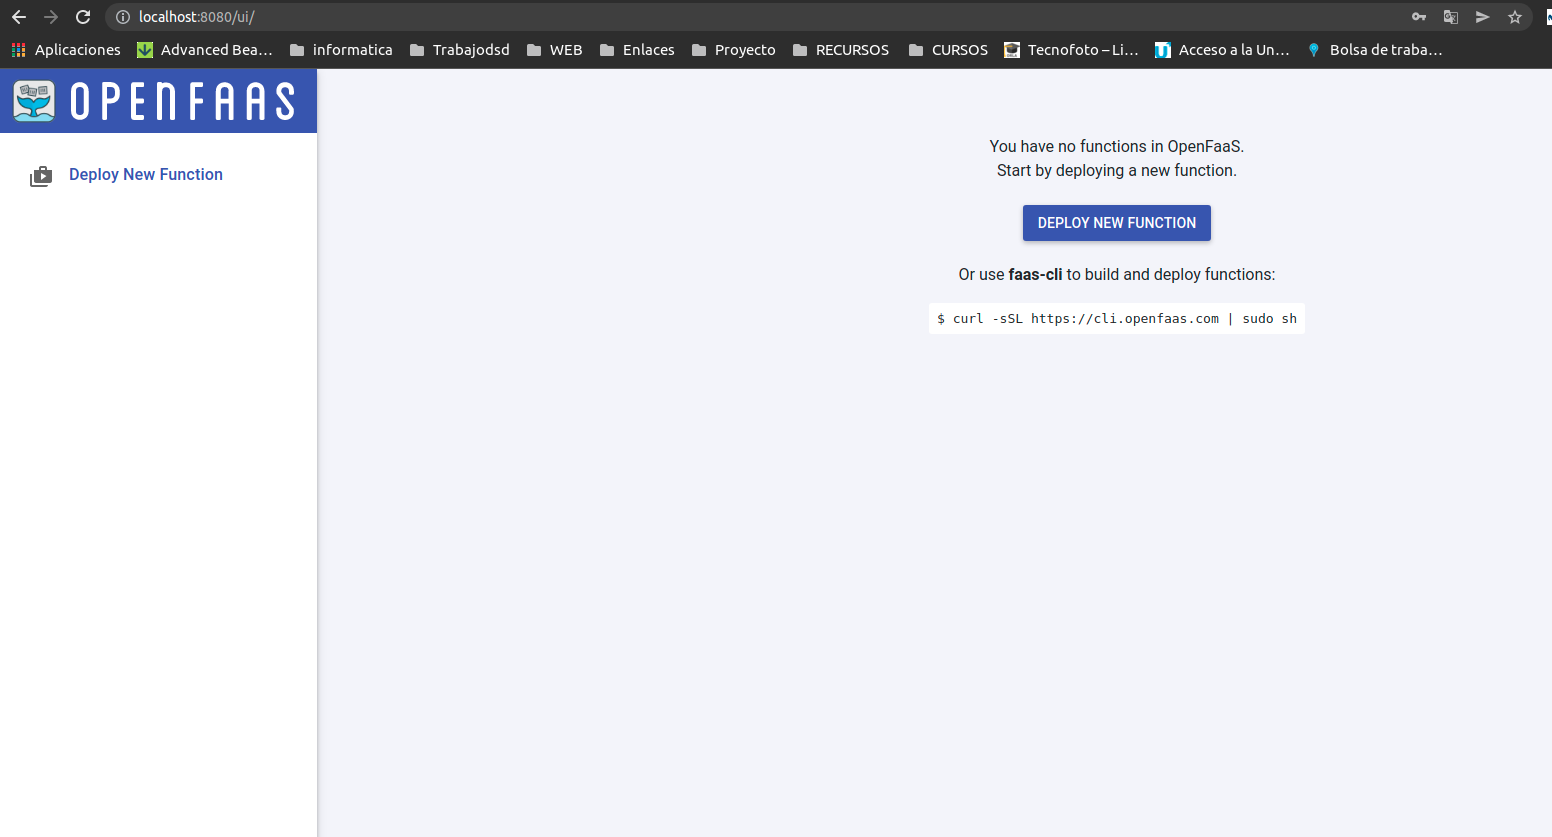 localhost:8080/ui/
Aplicaciones Advanced Bea... informatica Trabajodsd WEB Enlaces Proyecto RECURSOS CURSOS Tecnofoto – Li... Acceso a la Un... Bolsa de traba...
OPENFAAS
Deploy New Function
You have no functions in OpenFaaS.
Start by deploying a new function.
DEPLOY NEW FUNCTION
Or use faas-cli to build and deploy functions:
$ curl -sSL https://cli.openfaas.com | sudo sh